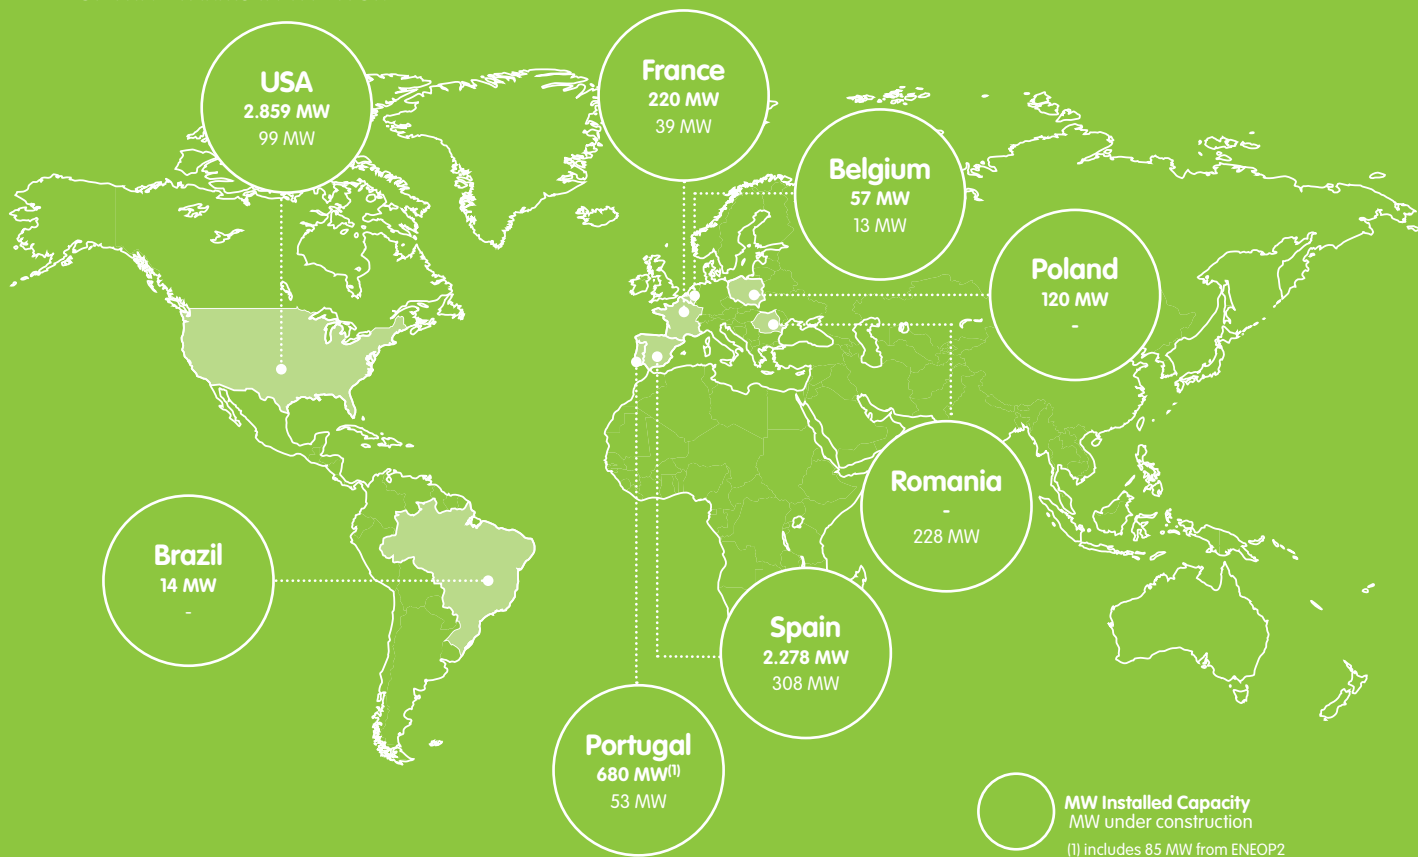 USA
2.859 MW
99 MW
France
220 MW
39 MW
Belgium
57 MW
13 MW
Poland
120 MW
-
Romania
-
228 MW
Brazil
14 MW
-
Spain
2.278 MW
308 MW
Portugal
680 MW(1)
53 MW
MW Installed Capacity
MW under construction
(1) includes 85 MW from ENEOP2